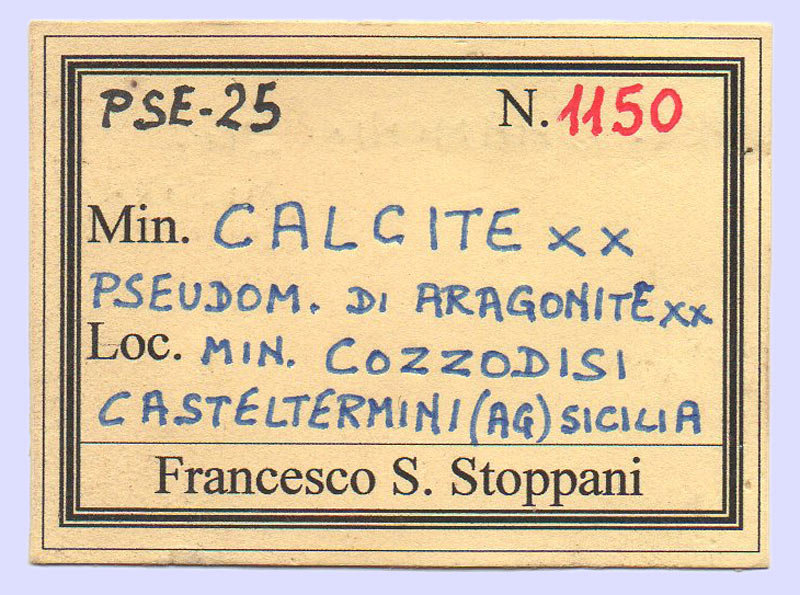 PSE-25 N. 1150
Min. CALCITE xx
PSEUDOM. DI ARAGONITE xx
Loc. MIN. COZZODISI
CASTELTERMINI (AG) SICILIA
Francesco S. Stoppani